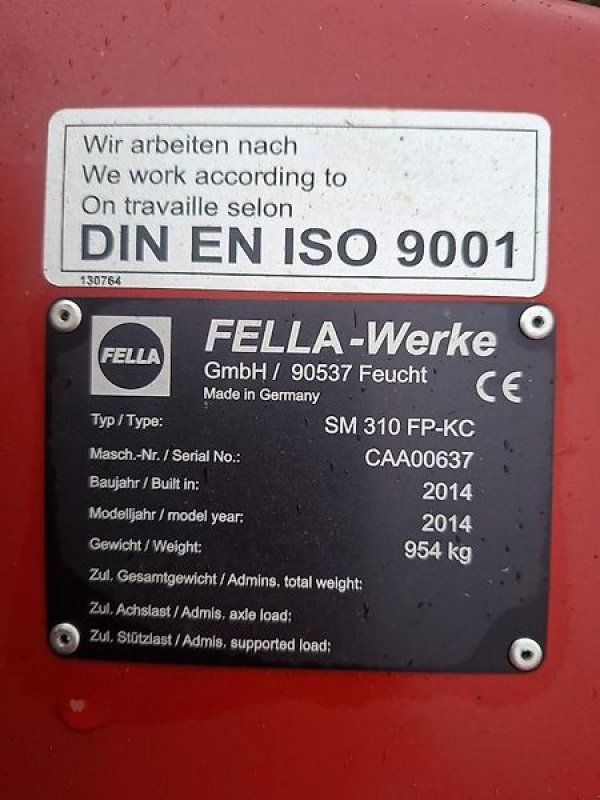 Wir arbeiten nach
We work according to
On travaille selon
DIN EN ISO 9001
130764
FELLA
FELLA-Werke
GmbH / 90537 Feucht
Made in Germany
CE
Typ / Type: SM 310 FP-KC
Masch.-Nr. / Serial No.: CAA00637
Baujahr / Built in: 2014
Modelljahr / model year: 2014
Gewicht / Weight: 954 kg
Zul. Gesamtgewicht / Admins. total weight:
Zul. Achslast / Admis. axle load:
Zul. Stützlast / Admis. supported load: